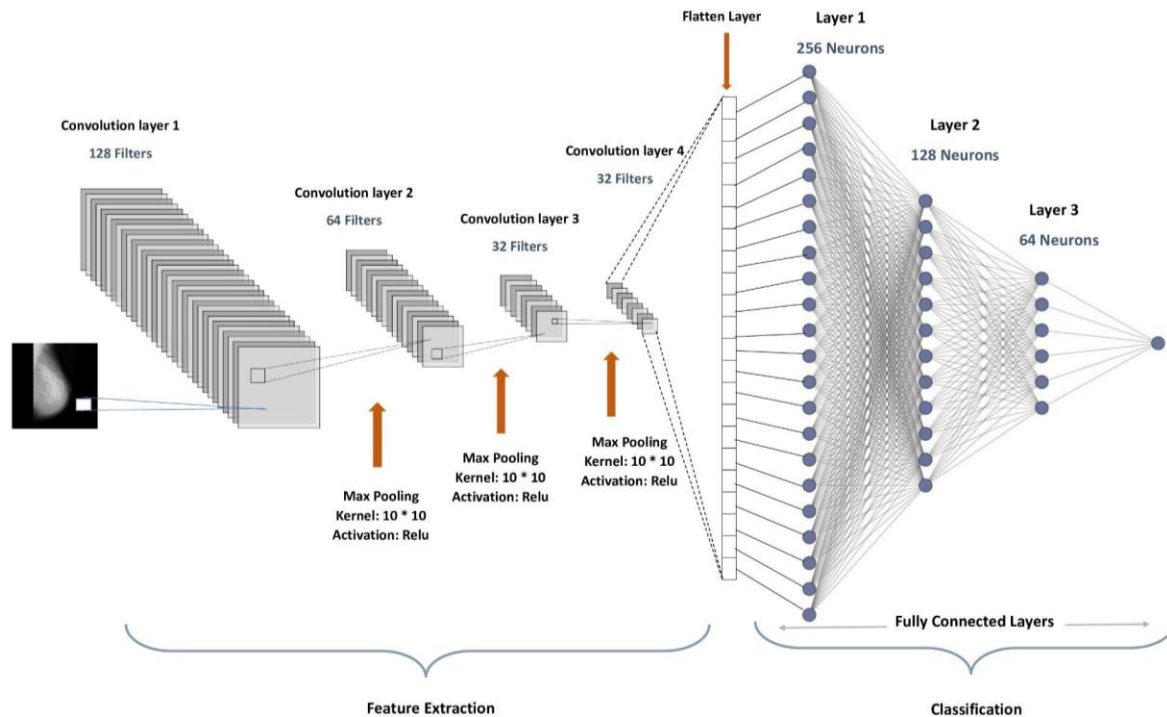 Flatten Layer
Layer 1
256 Neurons
Convolution layer 1
128 Filters
Convolution layer 2
64 Filters
Convolution layer 3
32 Filters
Convolution layer 4
32 Filters
Layer 2
128 Neurons
Layer 3
64 Neurons
Max Pooling
Kernel: 10 * 10
Activation: Relu
Max Pooling
Kernel: 10 * 10
Activation: Relu
Max Pooling
Kernel: 10 * 10
Activation: Relu
Fully Connected Layers
Feature Extraction
Classification